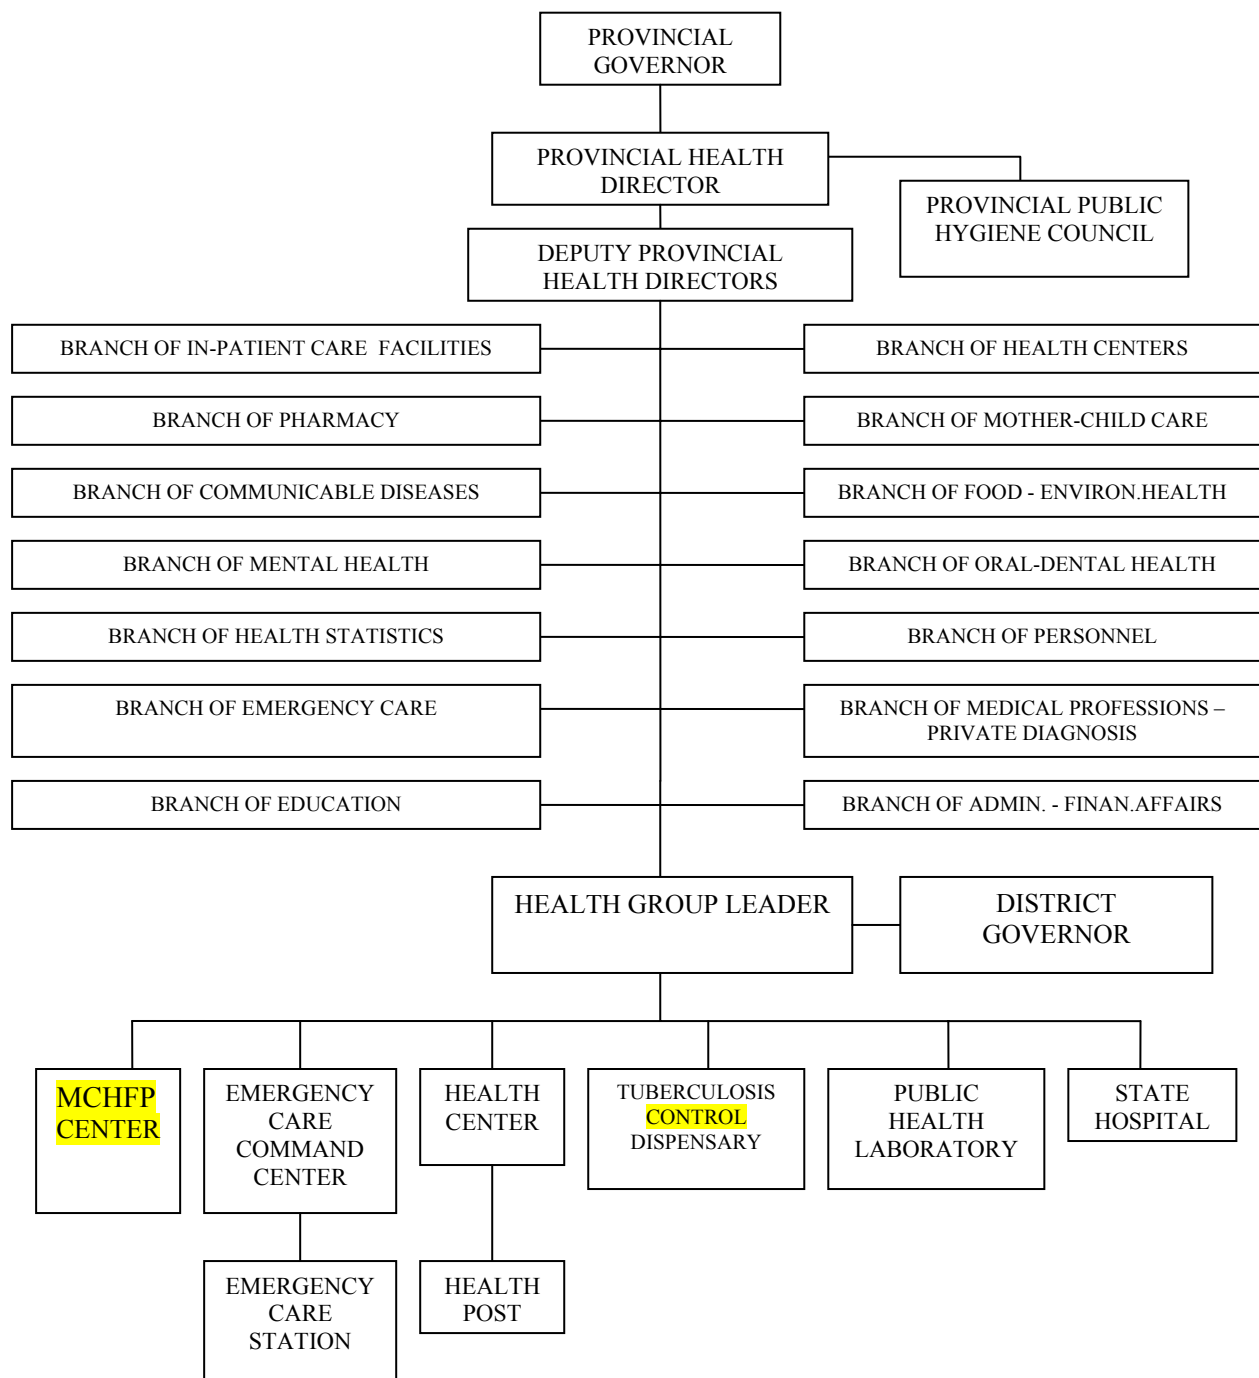 PROVINCIAL
GOVERNOR
PROVINCIAL HEALTH
DIRECTOR
PROVINCIAL PUBLIC
HYGIENE COUNCIL
DEPUTY PROVINCIAL
HEALTH DIRECTORS
BRANCH OF IN-PATIENT CARE FACILITIES
BRANCH OF HEALTH CENTERS
BRANCH OF PHARMACY
BRANCH OF MOTHER-CHILD CARE
BRANCH OF COMMUNICABLE DISEASES
BRANCH OF FOOD - ENVIRON.HEALTH
BRANCH OF MENTAL HEALTH
BRANCH OF ORAL-DENTAL HEALTH
BRANCH OF HEALTH STATISTICS
BRANCH OF PERSONNEL
BRANCH OF EMERGENCY CARE
BRANCH OF MEDICAL PROFESSIONS –
PRIVATE DIAGNOSIS
BRANCH OF EDUCATION
BRANCH OF ADMIN. - FINAN.AFFAIRS
HEALTH GROUP LEADER
DISTRICT
GOVERNOR
MCHFP
CENTER
EMERGENCY
CARE
COMMAND
CENTER
HEALTH
CENTER
TUBERCULOSIS
CONTROL
DISPENSARY
PUBLIC
HEALTH
LABORATORY
STATE
HOSPITAL
EMERGENCY
CARE
STATION
HEALTH
POST